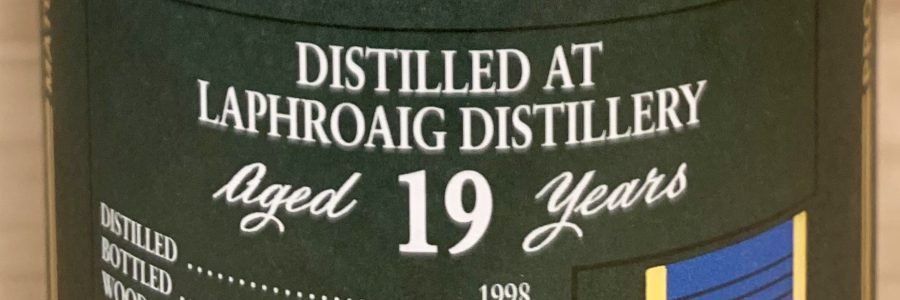 DISTILLED AT
LAPHROAIG DISTILLERY
Aged 19 Years
DISTILLED ....................
BOTTLED .
1998